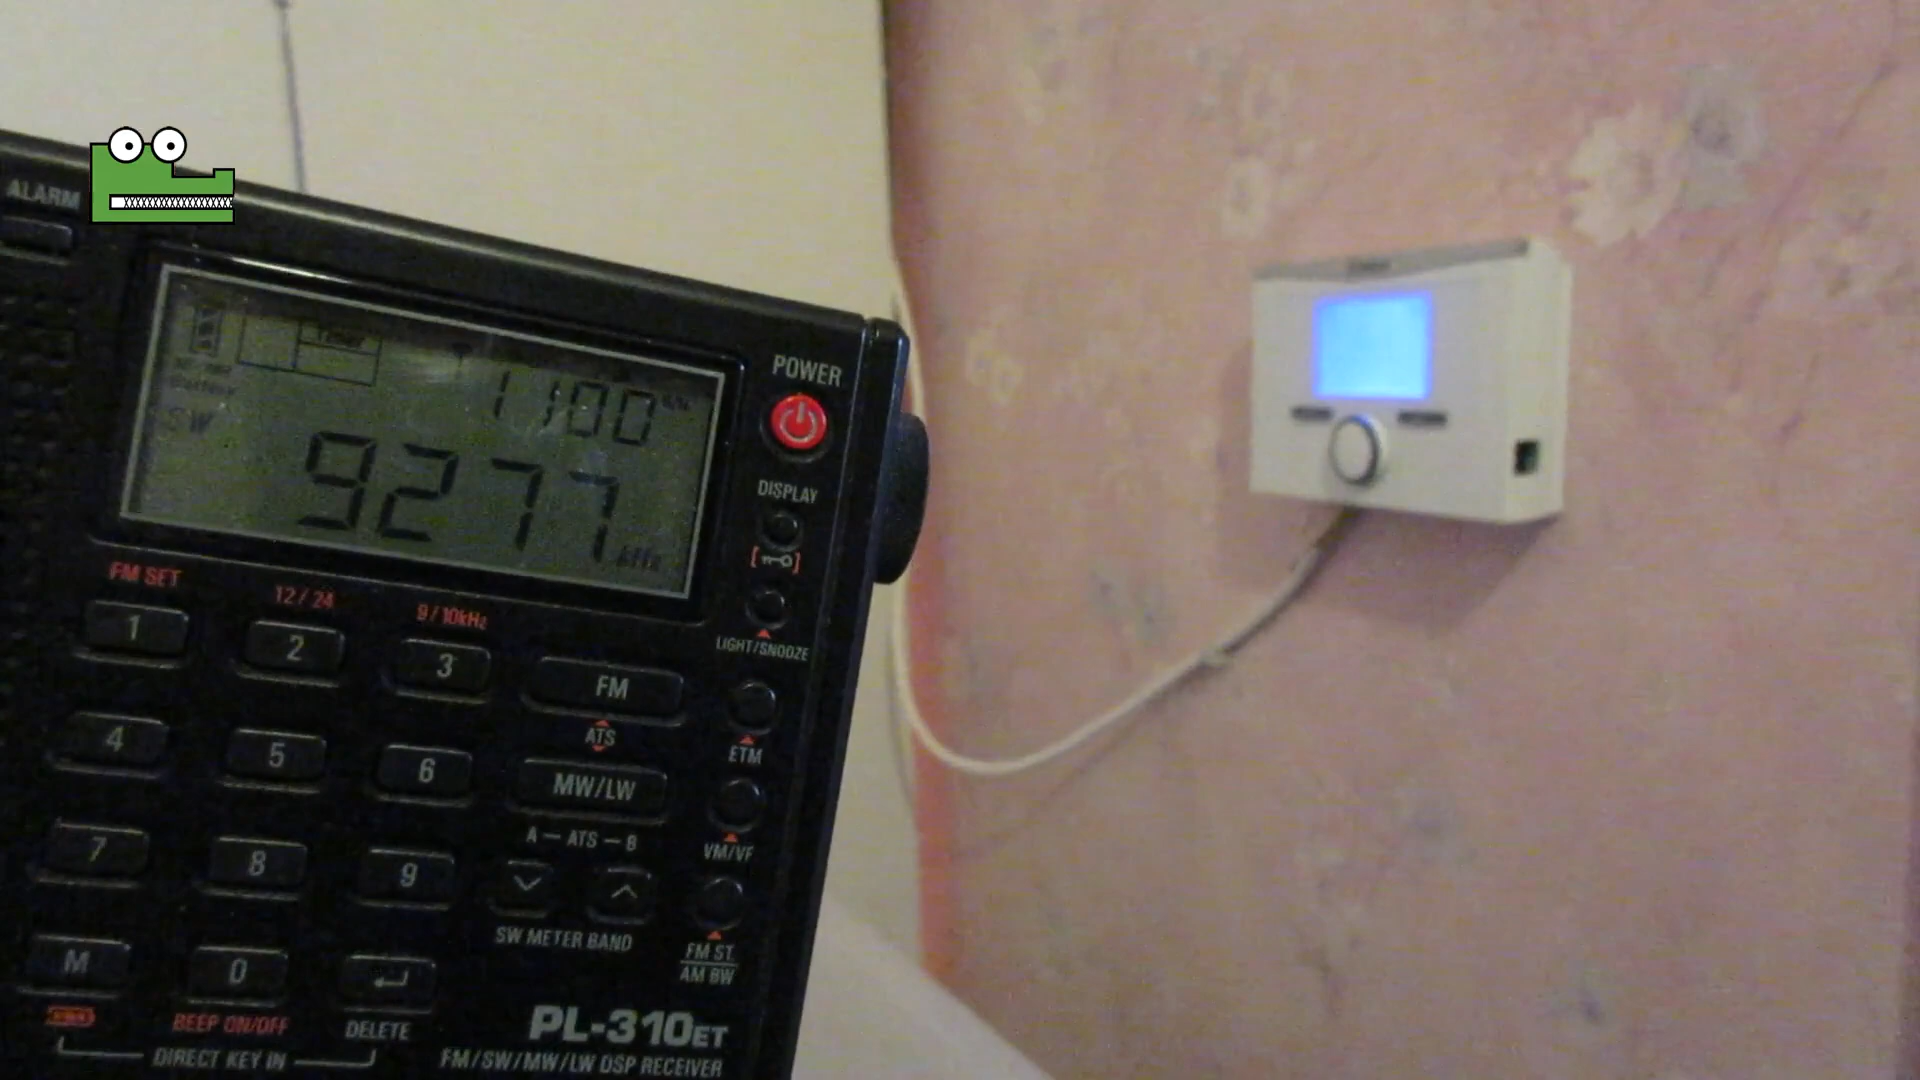 ALARM
Timer
1100
SW
9277
kHz
POWER
DISPLAY
LIGHT/SNOOZE
FM SET
12/24
9/10kHz
1
2
3
FM
ATS
ETM
4
5
6
MW/LW
A — ATS — B
VM/VF
7
8
9
SW METER BAND
FM ST.
AM BW
M
0
BEEP ON/OFF
DELETE
DIRECT KEY IN
PL-310ET
FM/SW/MW/LW DSP RECEIVER